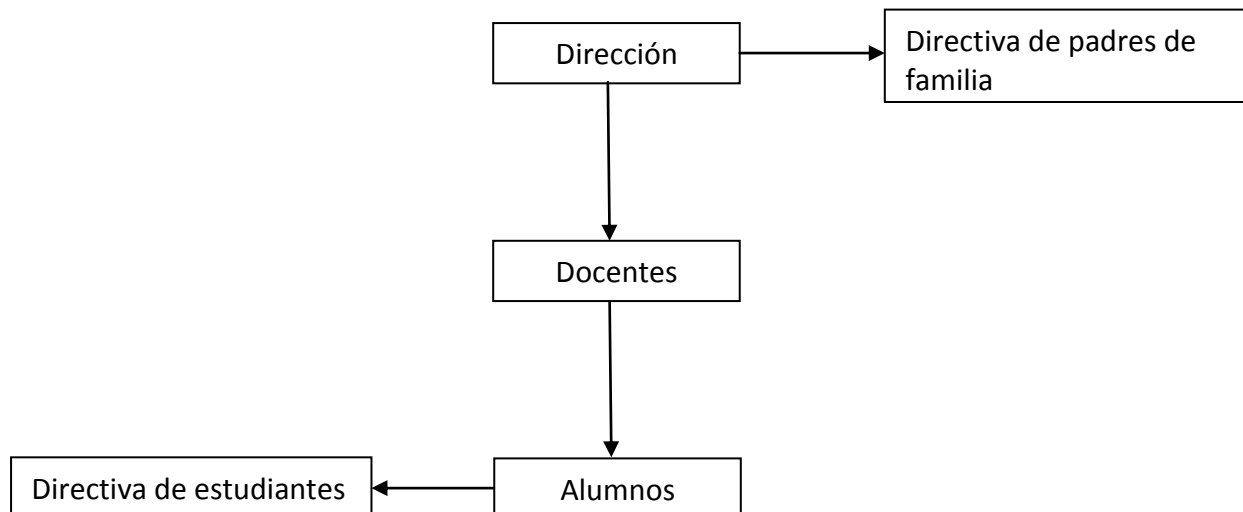 Dirección
Directiva de padres de
familia
Docentes
Directiva de estudiantes
Alumnos